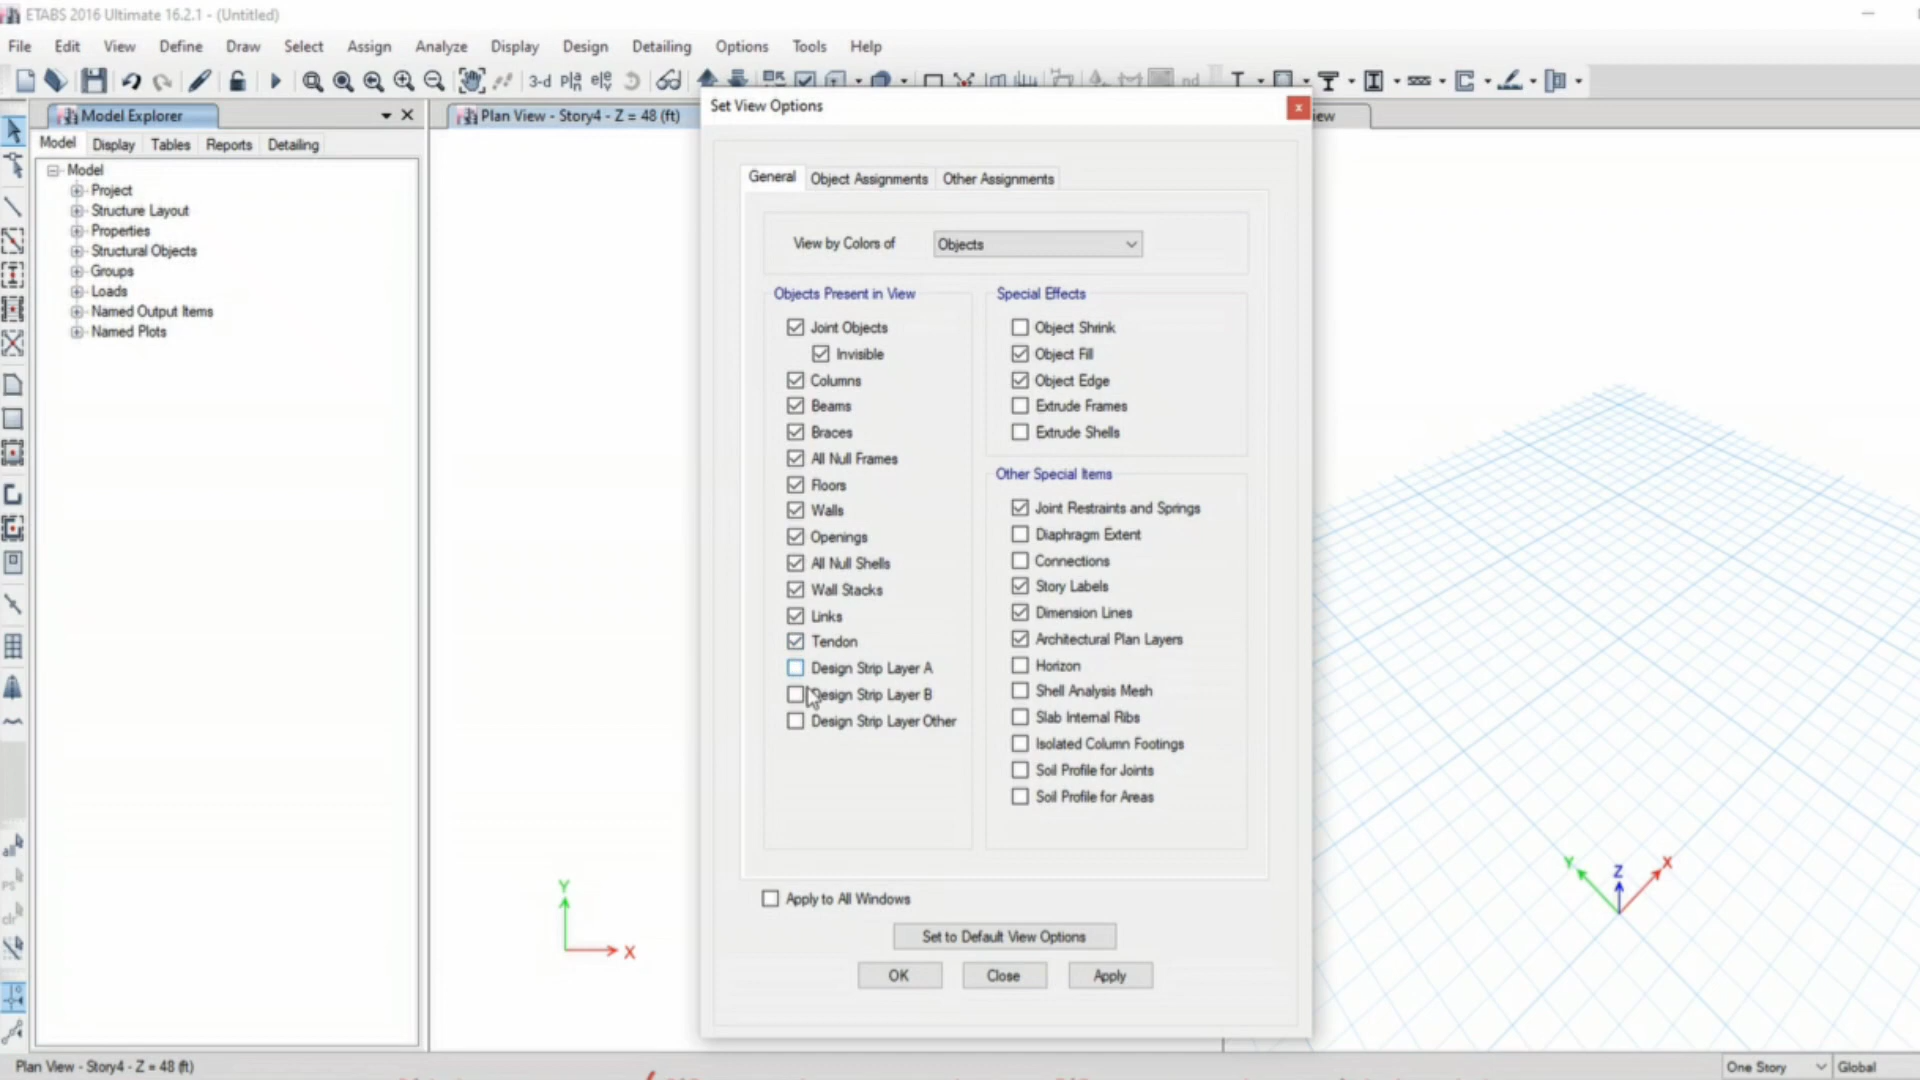 ETABS 2016 Ultimate 16.2.1 - (Untitled)
File Edit View Define Draw Select Assign Analyze Display Design Detailing Options Tools Help
3-d pla ele nd
Model Explorer
Plan View - Story4 - Z = 48 (ft)
Set View Options
x
iew
Model Display Tables Reports Detailing
Model
Project
Structure Layout
Properties
Structural Objects
Groups
Loads
Named Output Items
Named Plots
General Object Assignments Other Assignments
View by Colors of Objects
Objects Present in View
Joint Objects
Invisible
Columns
Beams
Braces
All Null Frames
Floors
Walls
Openings
All Null Shells
Wall Stacks
Links
Tendon
Design Strip Layer A
Design Strip Layer B
Design Strip Layer Other
Special Effects
Object Shrink
Object Fill
Object Edge
Extrude Frames
Extrude Shells
Other Special Items
Joint Restraints and Springs
Diaphragm Extent
Connections
Story Labels
Dimension Lines
Architectural Plan Layers
Horizon
Shell Analysis Mesh
Slab Internal Ribs
Isolated Column Footings
Soil Profile for Joints
Soil Profile for Areas
Apply to All Windows
Set to Default View Options
OK Close Apply
Y
X
Y Z X
all
ps
clr
Plan View - Story4 - Z = 48 (ft)
One Story Global